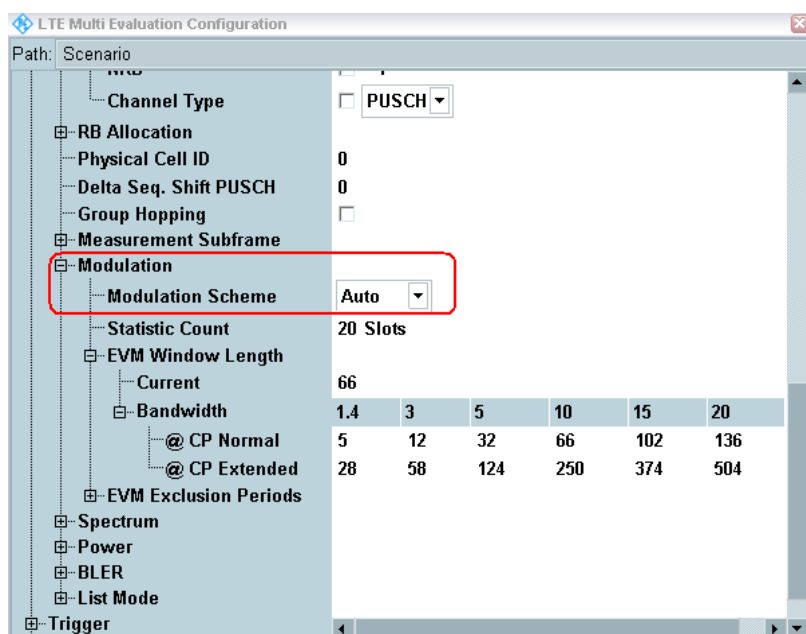 LTE Multi Evaluation Configuration
Path: Scenario
Channel Type PUSCH
RB Allocation
Physical Cell ID 0
Delta Seq. Shift PUSCH 0
Group Hopping
Measurement Subframe
Modulation
Modulation Scheme Auto
Statistic Count 20 Slots
EVM Window Length
Current 66
Bandwidth 1.4 3 5 10 15 20
@ CP Normal 5 12 32 66 102 136
@ CP Extended 28 58 124 250 374 504
EVM Exclusion Periods
Spectrum
Power
BLER
List Mode
Trigger